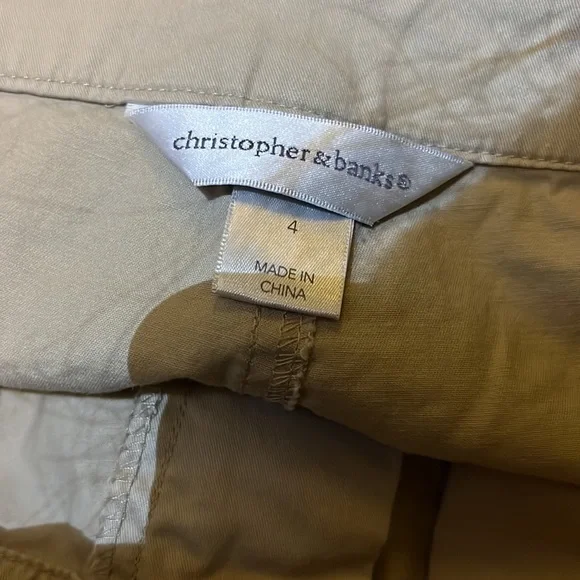 christopher & banks®
4
MADE IN
CHINA